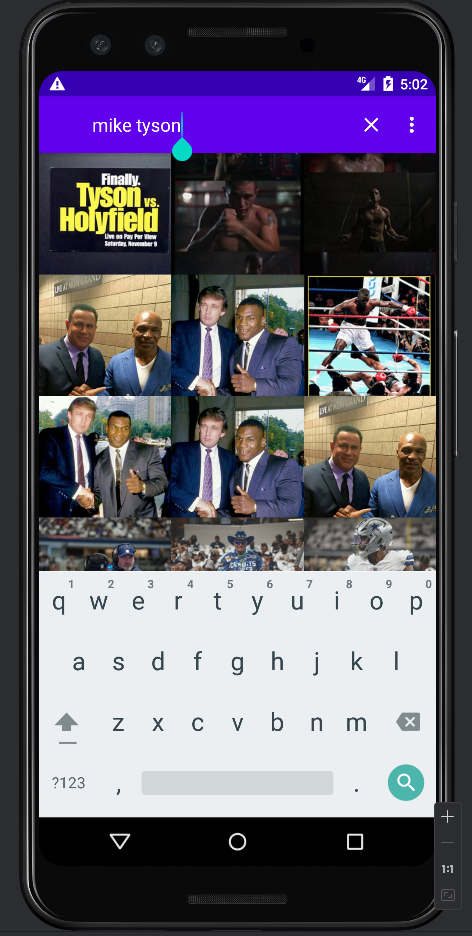 4G
5:02
mike tyson
Finally.
Tyson vs.
Holyfield
Live on Pay Per View
Saturday, November 9
1 2 3 4 5 6 7 8 9 0
q w e r t y u i o p
a s d f g h j k l
z x c v b n m
?123 , .
1:1